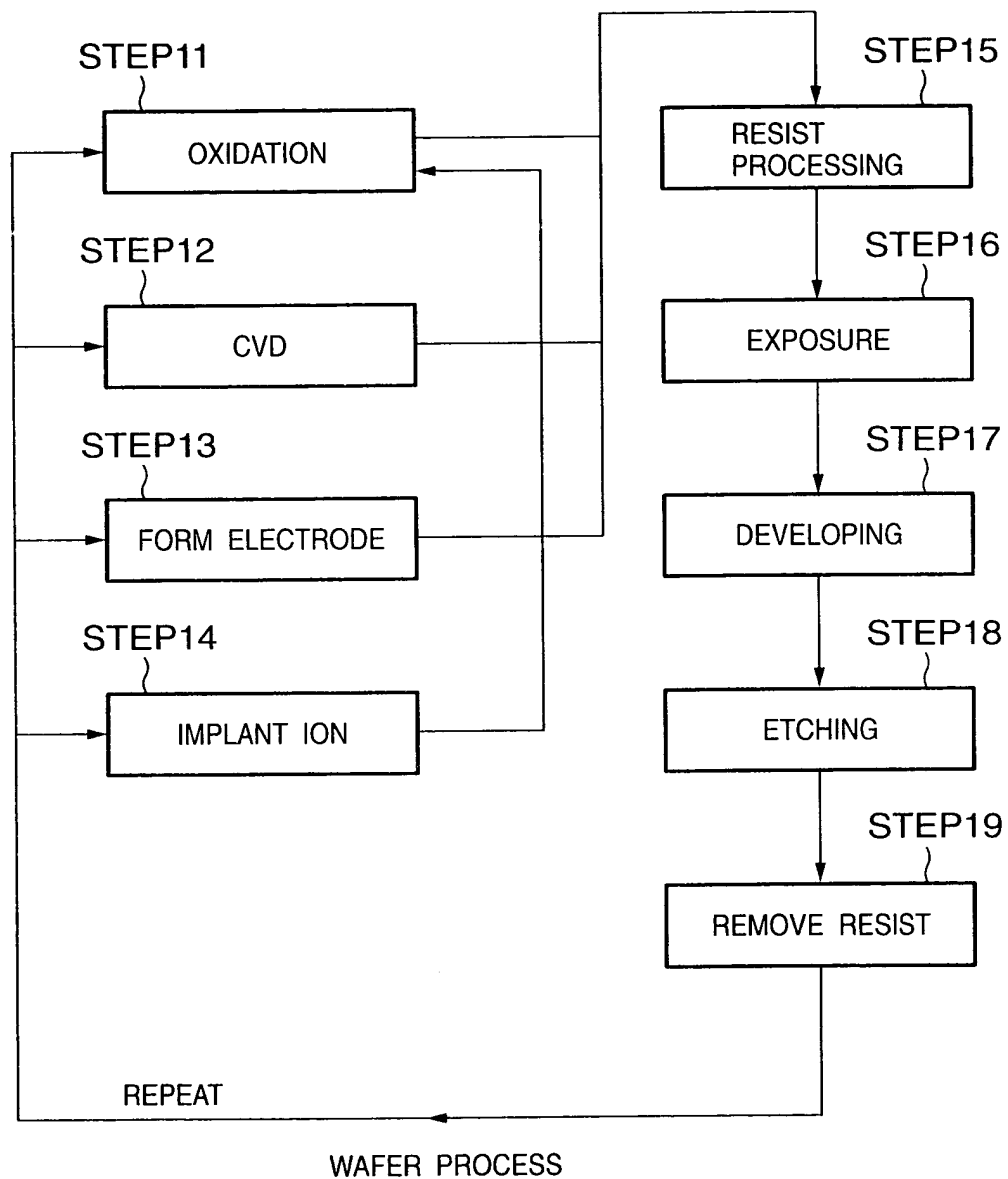 STEP11
OXIDATION
STEP12
CVD
STEP13
FORM ELECTRODE
STEP14
IMPLANT ION
STEP15
RESIST
PROCESSING
STEP16
EXPOSURE
STEP17
DEVELOPING
STEP18
ETCHING
STEP19
REMOVE RESIST
REPEAT
WAFER PROCESS